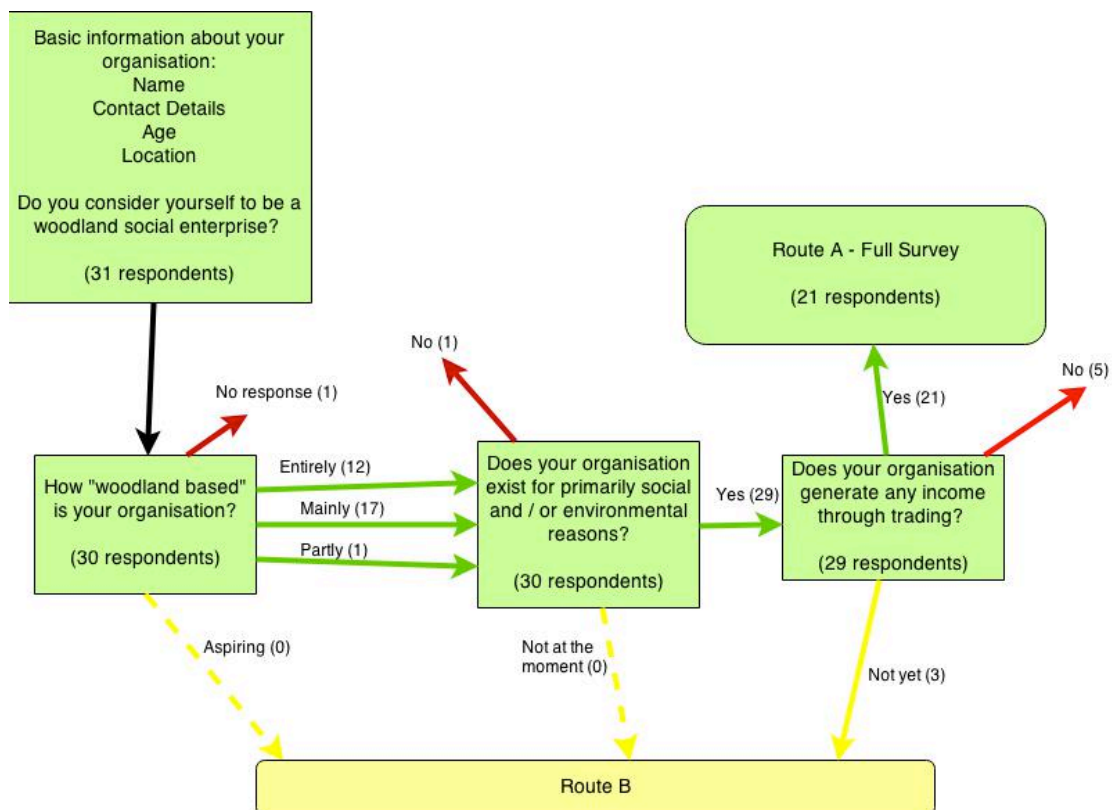 Basic information about your
organisation:
Name
Contact Details
Age
Location
Do you consider yourself to be a
woodland social enterprise?
(31 respondents)
Route A - Full Survey
(21 respondents)
No (1)
No response (1)
No (5)
Yes (21)
How "woodland based"
is your organisation?
(30 respondents)
Entirely (12)
Mainly (17)
Partly (1)
Does your organisation
exist for primarily social
and / or environmental
reasons?
(30 respondents)
Yes (29)
Does your organisation
generate any income
through trading?
(29 respondents)
Aspiring (0)
Not at the
moment (0)
Not yet (3)
Route B